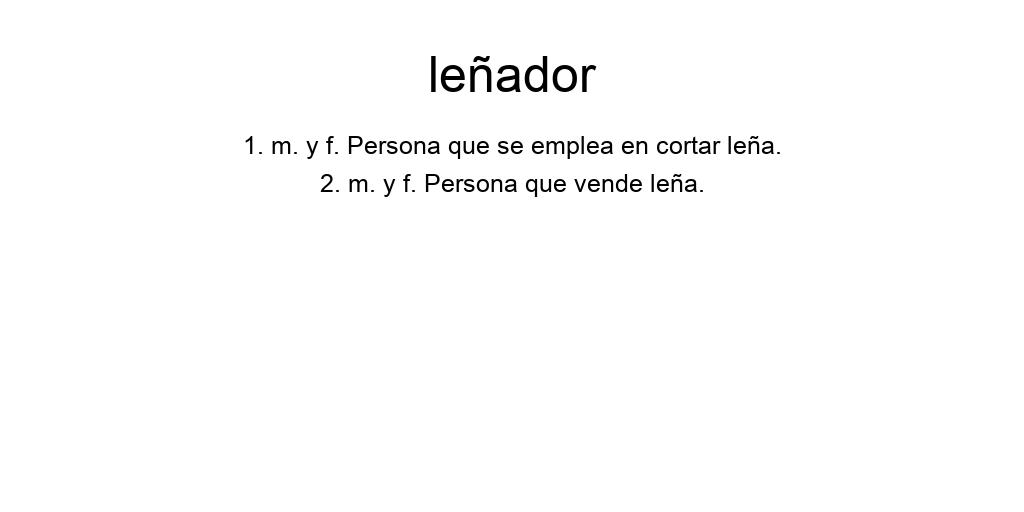 leñador
1. m. y f. Persona que se emplea en cortar leña.
2. m. y f. Persona que vende leña.